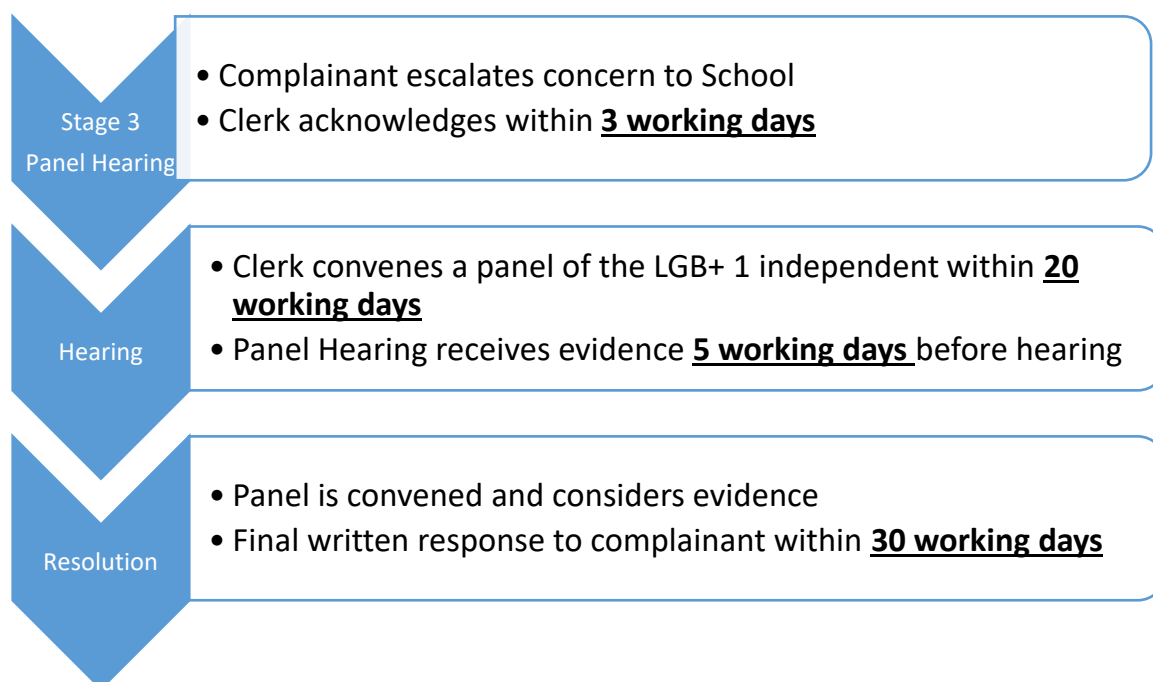 Stage 3
Panel Hearing
• Complainant escalates concern to School
• Clerk acknowledges within 3 working days
Hearing
• Clerk convenes a panel of the LGB+ 1 independent within 20
working days
• Panel Hearing receives evidence 5 working days before hearing
Resolution
• Panel is convened and considers evidence
• Final written response to complainant within 30 working days